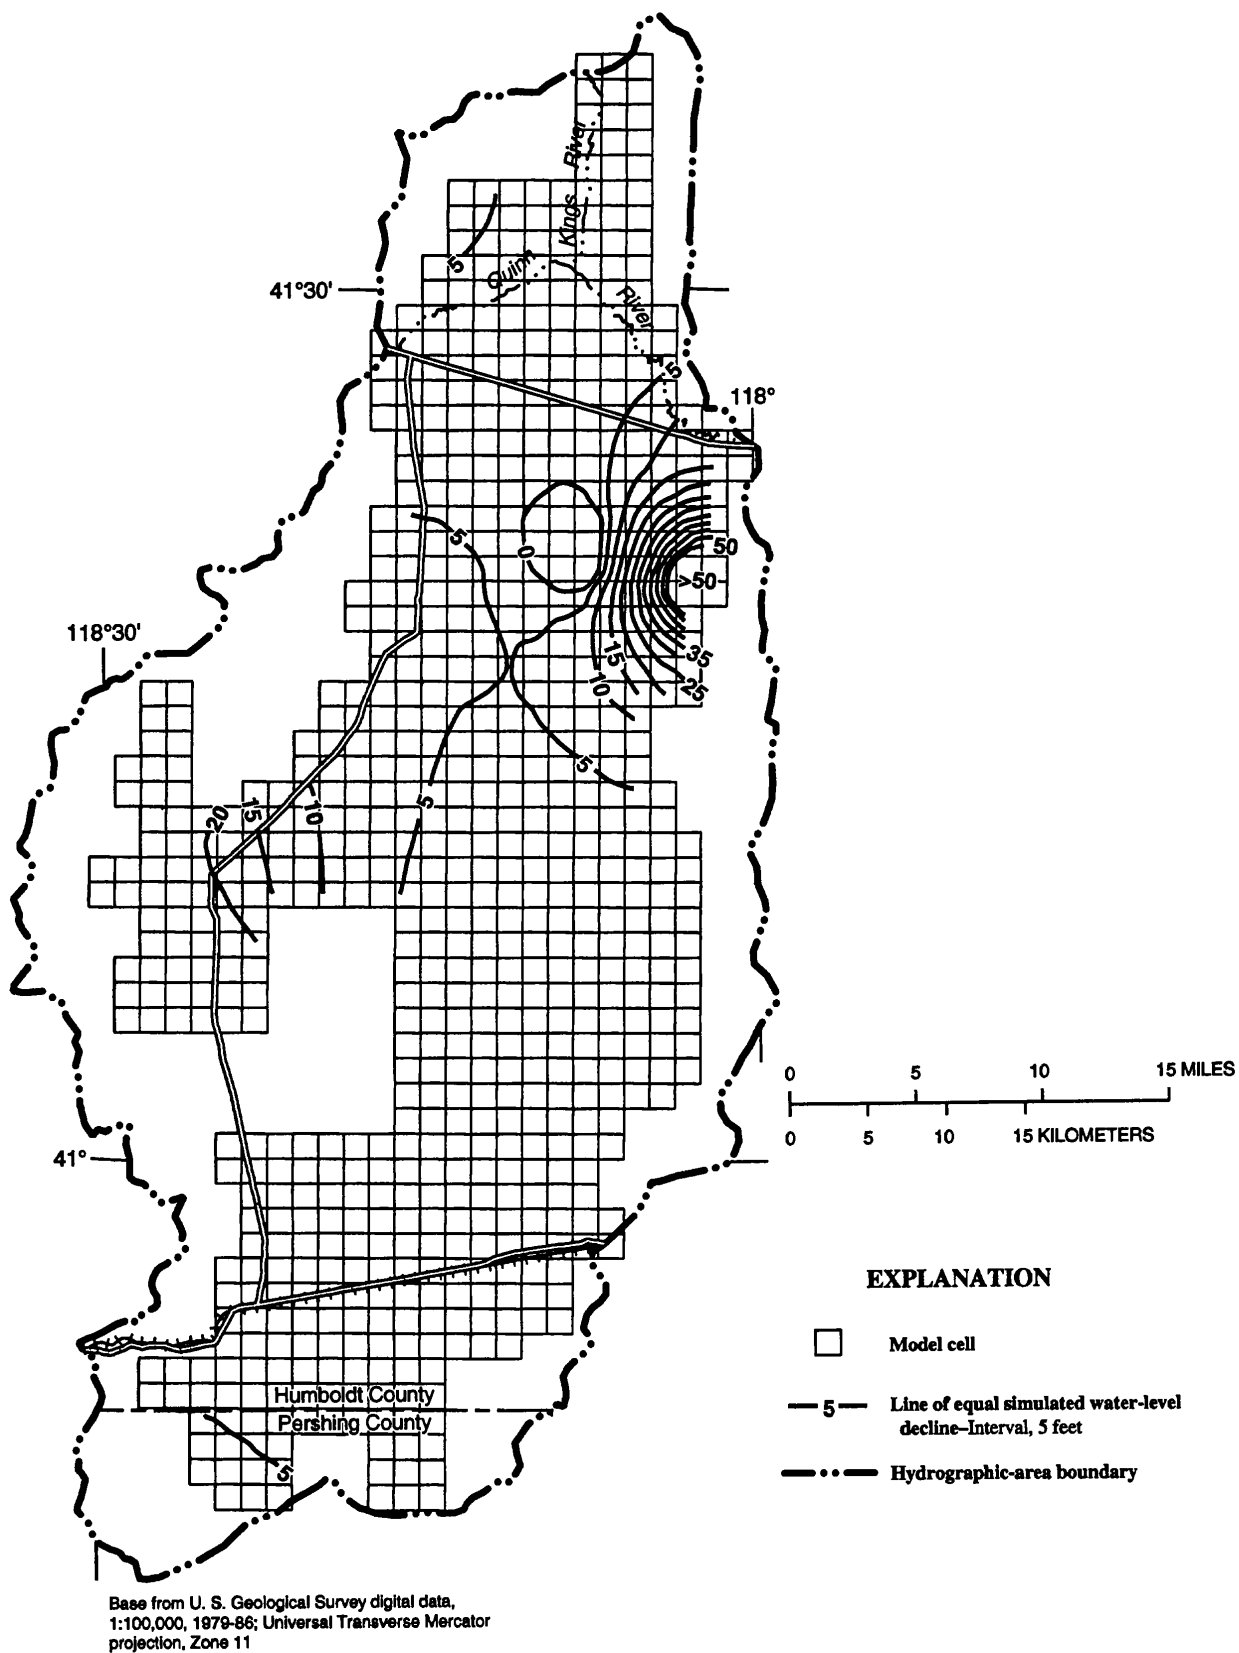 Kings River
5
Quinn
River
41°30'
5
118°
5
0
50
>50
118°30'
15
35
10
25
5
20
15
10
5
0 5 10 15 MILES
0 5 10 15 KILOMETERS
41°
EXPLANATION
Model cell
Humboldt County
Pershing County
5
5 Line of equal simulated water-level
decline–Interval, 5 feet
Hydrographic-area boundary
Base from U. S. Geological Survey digital data,
1:100,000, 1979-86; Universal Transverse Mercator
projection, Zone 11